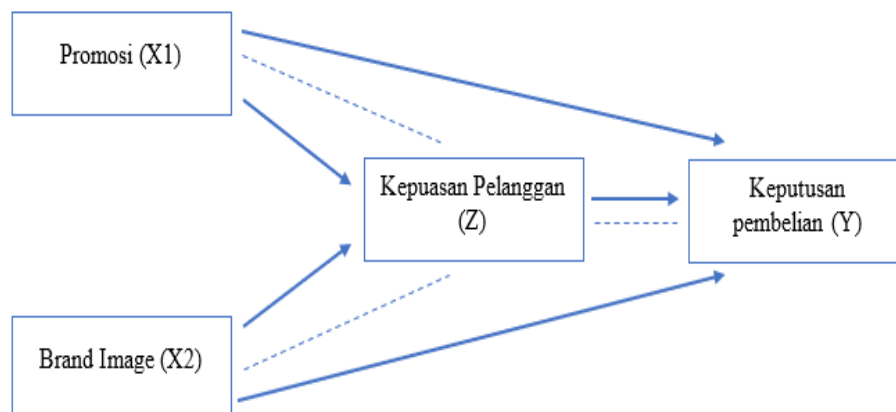 Promosi (X1)
Kepuasan Pelanggan
(Z)
Keputusan
pembelian (Y)
Brand Image (X2)